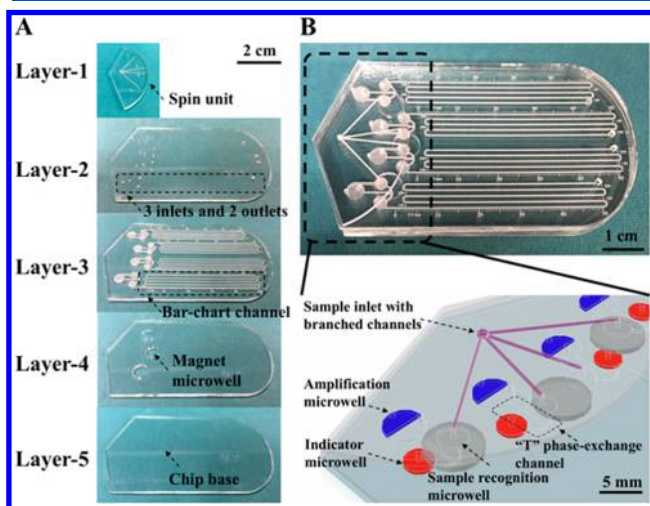 A
B
Layer-1
2 cm
Spin unit
Layer-2
3 inlets and 2 outlets
Layer-3
1 cm
Bar-chart channel
Layer-4
Magnet
microwell
Sample inlet with
branched channels
Amplification
microwell
Layer-5
Chip base
Indicator
microwell
"T" phase-exchange
channel
Sample recognition
microwell
5 mm